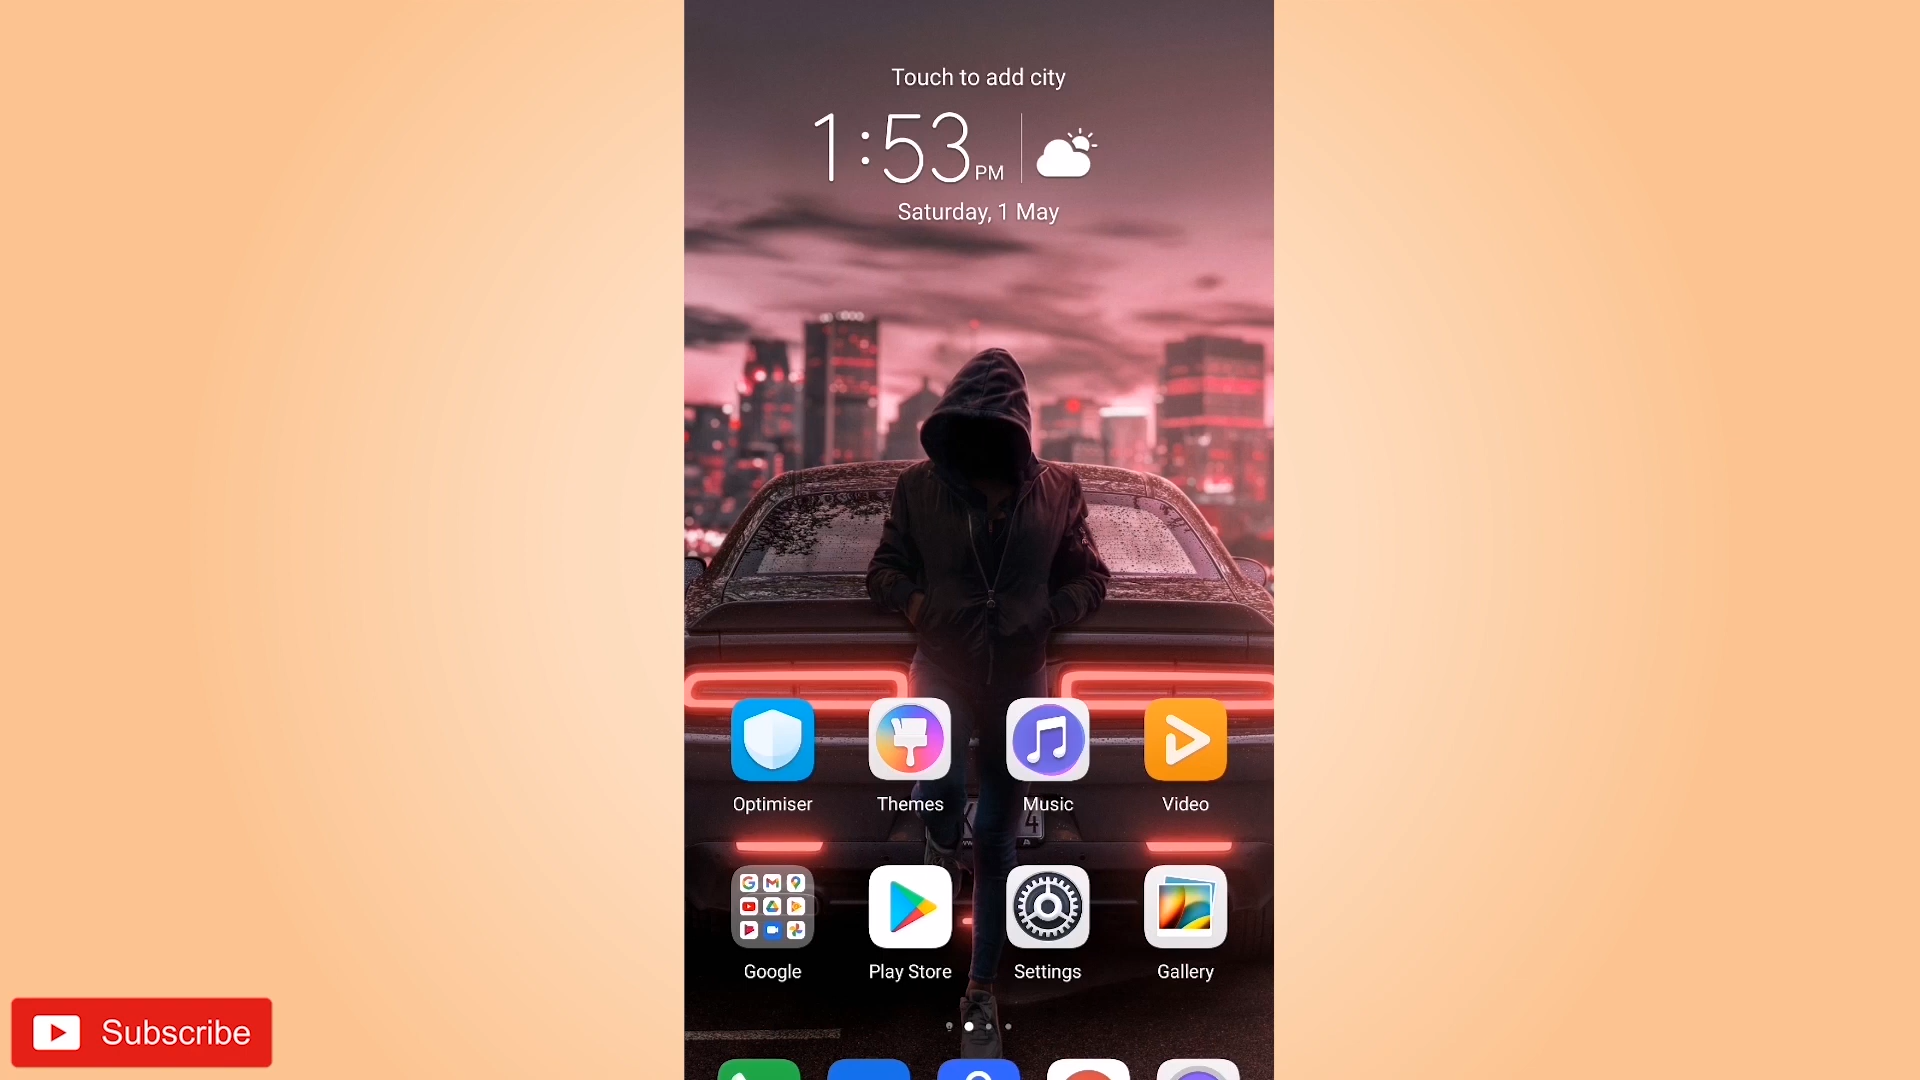 Touch to add city
1:53 PM
Saturday, 1 May
Optimiser Themes Music Video
4
Google Play Store Settings Gallery
Subscribe